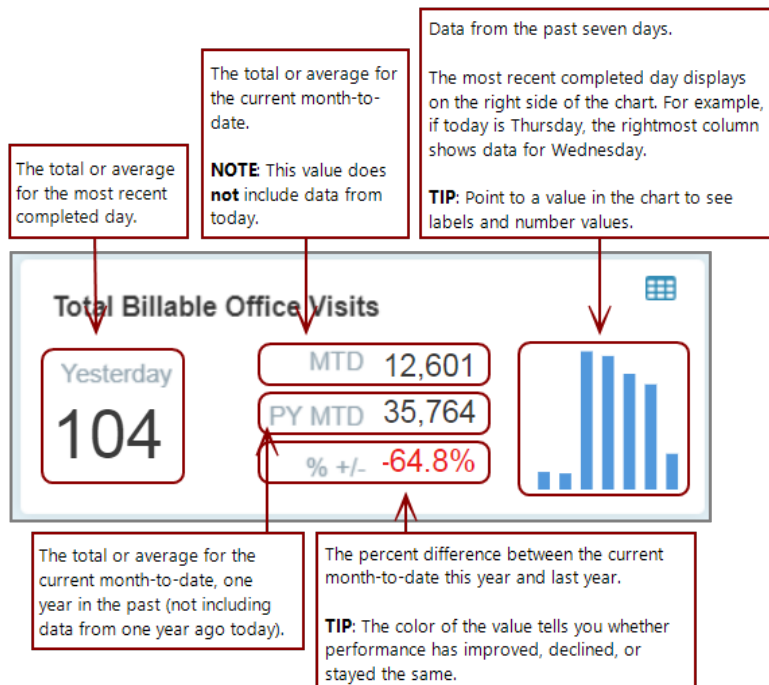 Data from the past seven days.
The most recent completed day displays
on the right side of the chart. For example,
if today is Thursday, the rightmost column
shows data for Wednesday.
TIP: Point to a value in the chart to see
labels and number values.
The total or average for
the current month-to-
date.
NOTE: This value does
not include data from
today.
The total or average
for the most recent
completed day.
Total Billable Office Visits
Yesterday
104
MTD 12,601
PY MTD 35,764
% +/- -64.8%
The total or average for the
current month-to-date, one
year in the past (not including
data from one year ago today).
The percent difference between the current
month-to-date this year and last year.
TIP: The color of the value tells you whether
performance has improved, declined, or
stayed the same.